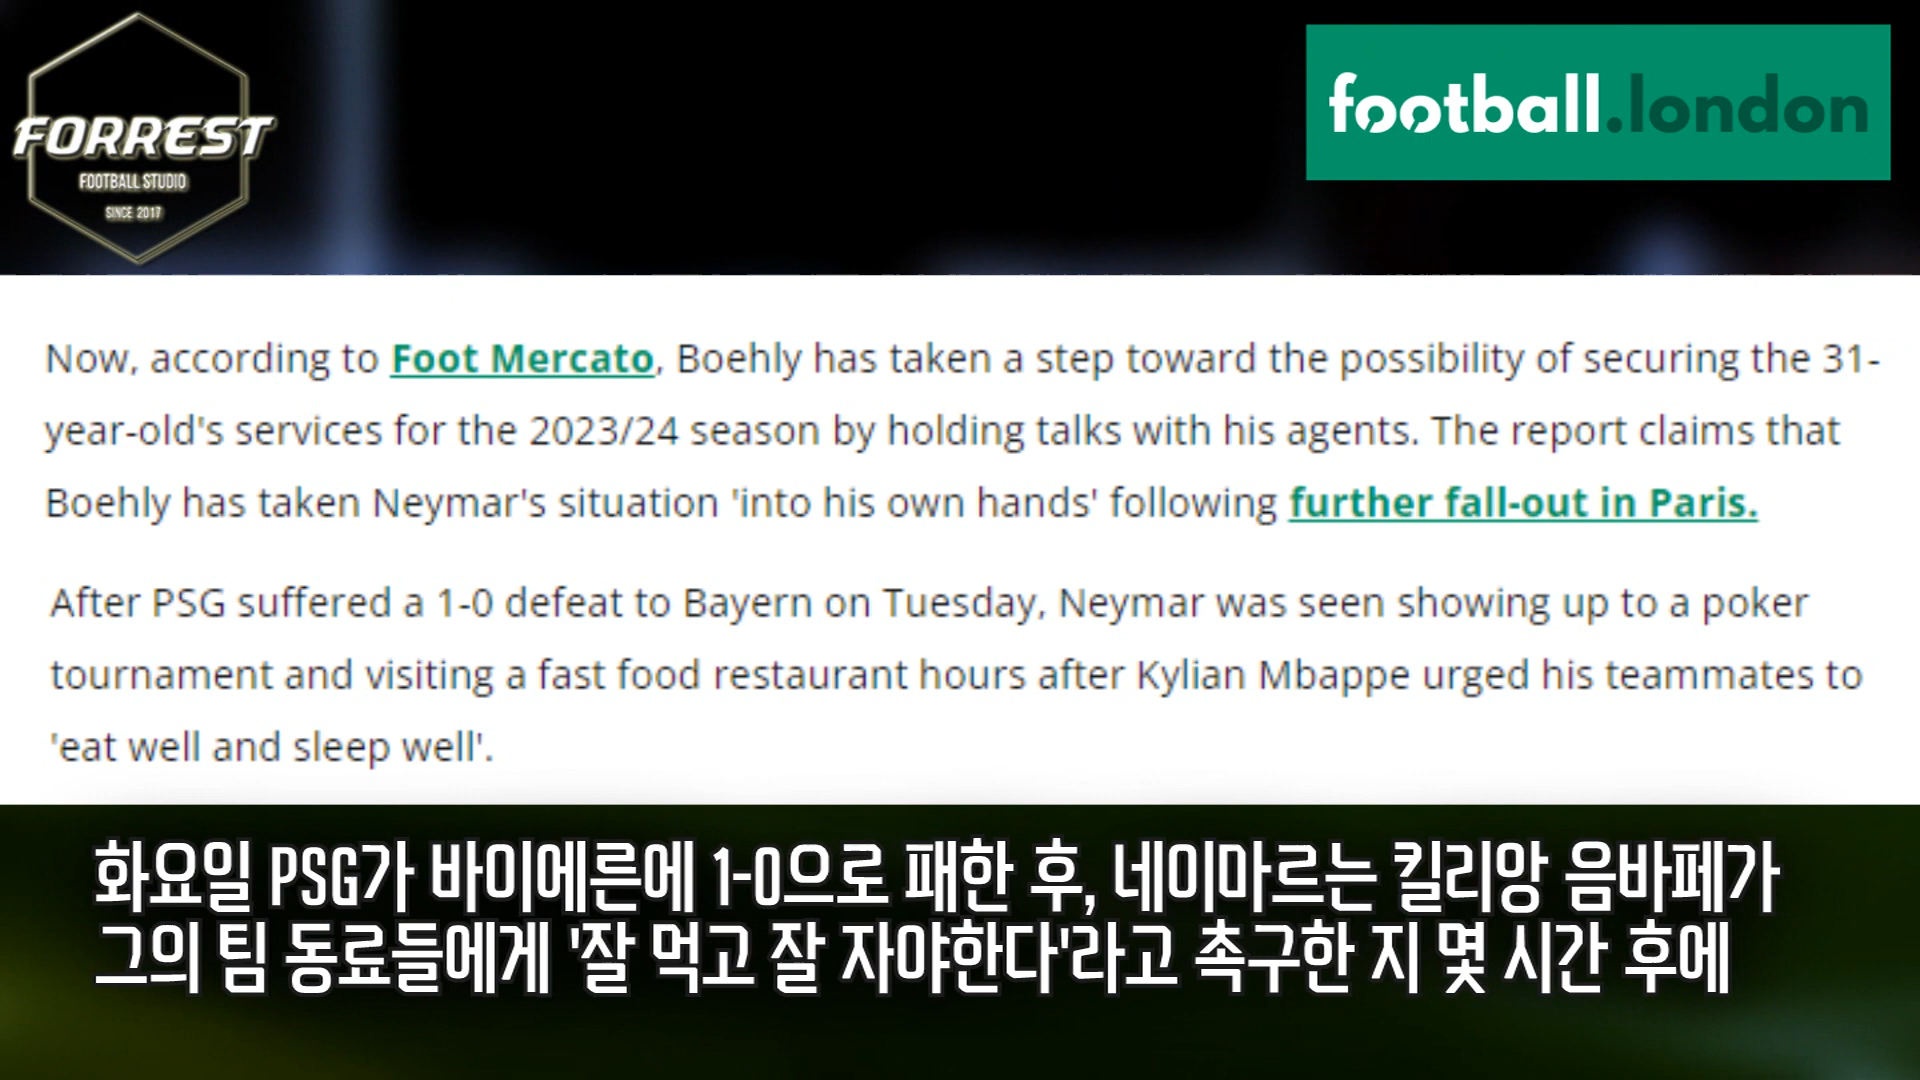 FORREST
FOOTBALL STUDIO
SINCE 2017
football.london
Now, according to Foot Mercato, Boehly has taken a step toward the possibility of securing the 31-
year-old's services for the 2023/24 season by holding talks with his agents. The report claims that
Boehly has taken Neymar's situation 'into his own hands' following further fall-out in Paris.
After PSG suffered a 1-0 defeat to Bayern on Tuesday, Neymar was seen showing up to a poker
tournament and visiting a fast food restaurant hours after Kylian Mbappe urged his teammates to
'eat well and sleep well'.
화요일 PSG가 바이에른에 1-0으로 패한 후, 네이마르는 킬리앙 음바페가
그의 팀 동료들에게 '잘 먹고 잘 자야한다'라고 촉구한 지 몇 시간 후에